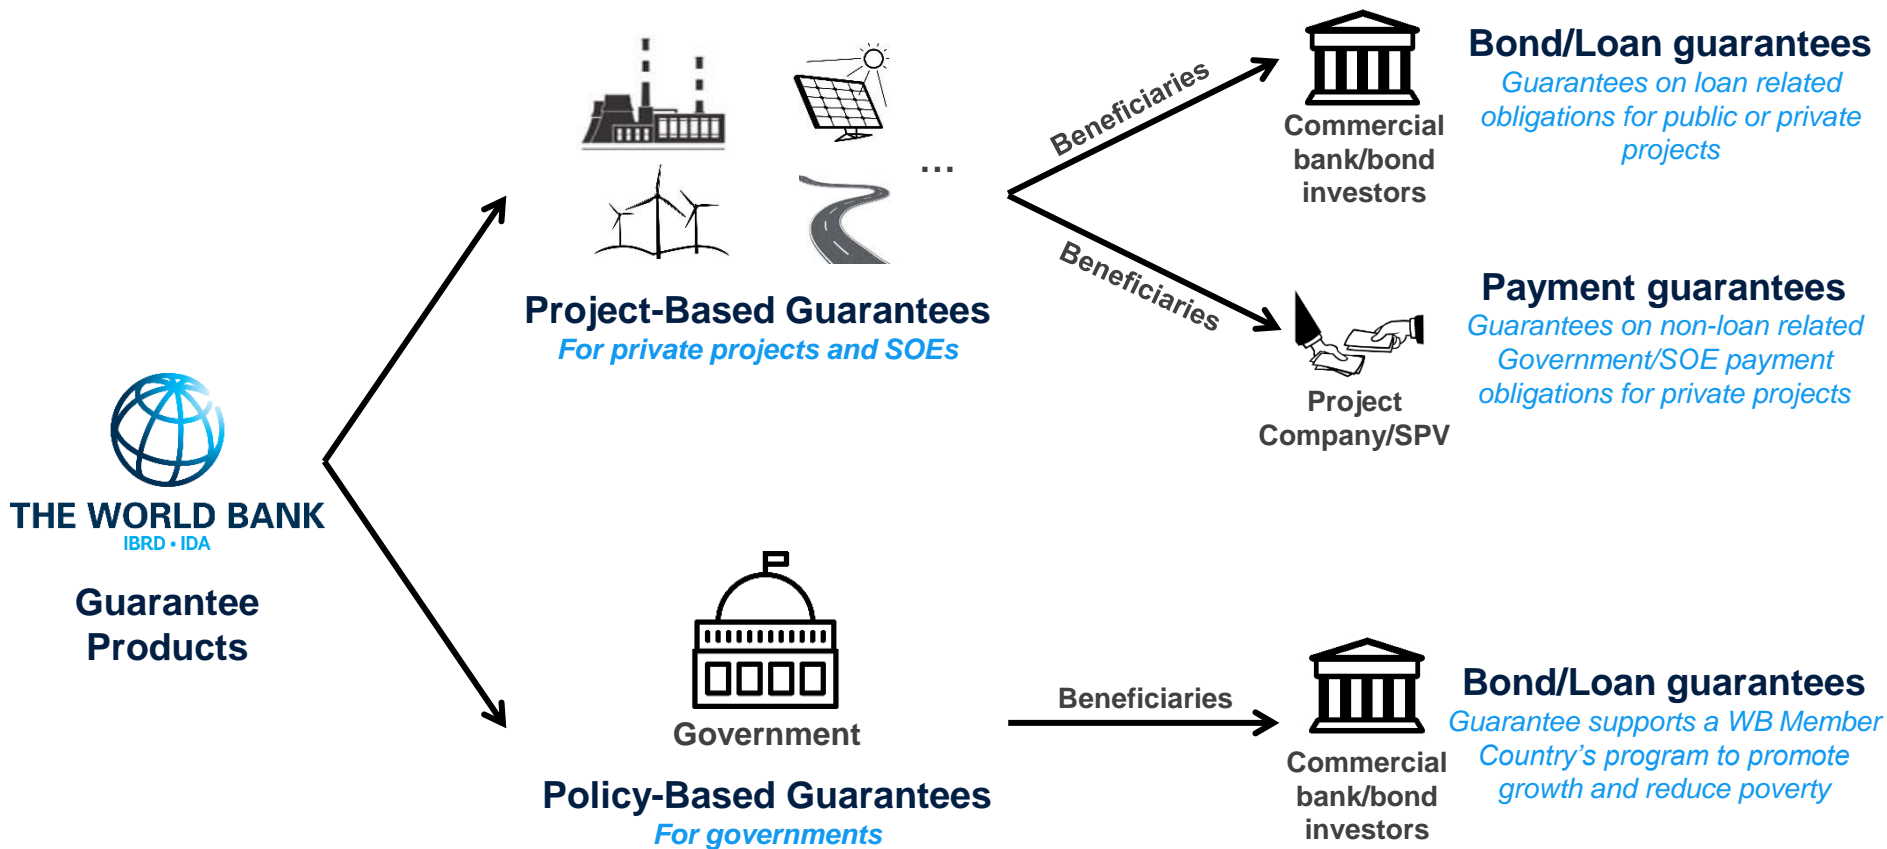 THE WORLD BANK
IBRD • IDA
Guarantee
Products
...
Project-Based Guarantees
For private projects and SOEs
Government
Policy-Based Guarantees
For governments
Beneficiaries
Commercial
bank/bond
investors
Bond/Loan guarantees
Guarantees on loan related
obligations for public or private
projects
Beneficiaries
Project
Company/SPV
Payment guarantees
Guarantees on non-loan related
Government/SOE payment
obligations for private projects
Beneficiaries
Commercial
bank/bond
investors
Bond/Loan guarantees
Guarantee supports a WB Member
Country's program to promote
growth and reduce poverty